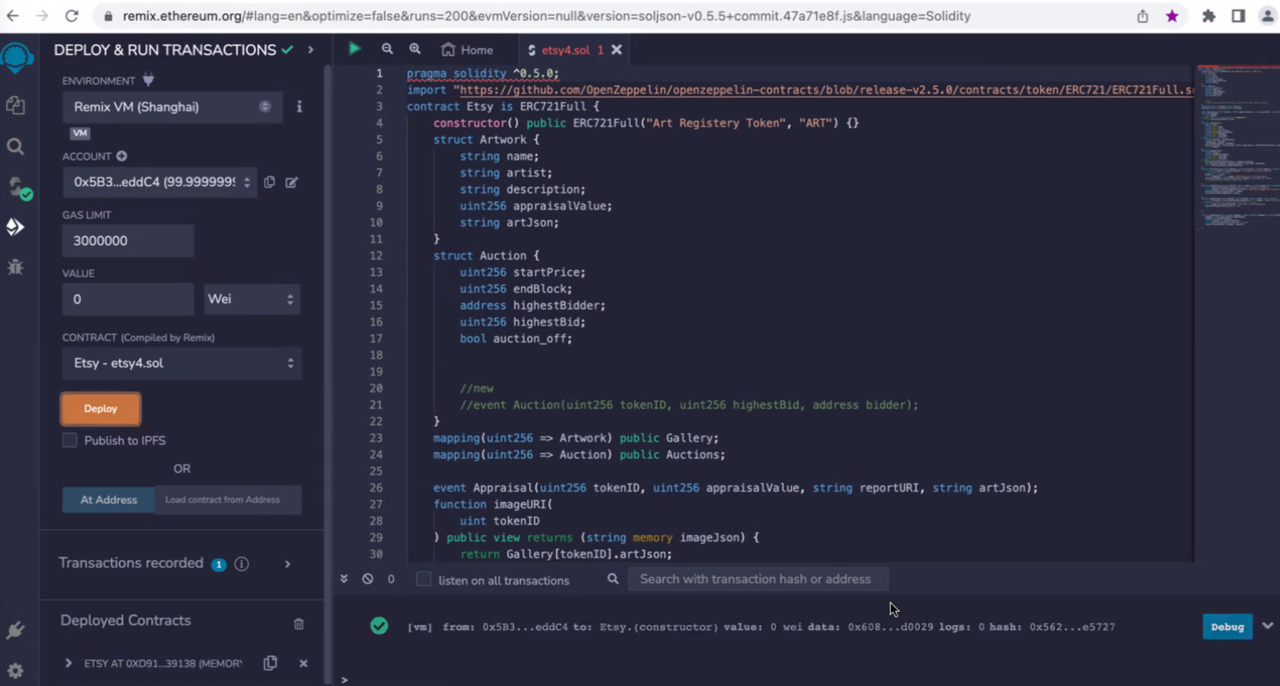 remix.ethereum.org/#lang=en&optimize=false&runs=200&evmVersion=null&version=soljson-v0.5.5+commit.47a71e8f.js&language=Solidity
DEPLOY & RUN TRANSACTIONS
ENVIRONMENT
Remix VM (Shanghai)
VM
ACCOUNT
0x5B3...eddC4 (99.9999999
GAS LIMIT
3000000
VALUE
0 Wei
CONTRACT (Compiled by Remix)
Etsy - etsy4.sol
Deploy
Publish to IPFS
OR
At Address Load contract from Address
Transactions recorded 1
Deployed Contracts
ETSY AT 0XD91...39138 (MEMOR
Home etsy4.sol 1
1 pragma solidity ^0.5.0;
2 import "https://github.com/OpenZeppelin/openzeppelin-contracts/blob/release-v2.5.0/contracts/token/ERC721/ERC721Full.s
3 contract Etsy is ERC721Full {
4 constructor() public ERC721Full("Art Registery Token", "ART") {}
5 struct Artwork {
6 string name;
7 string artist;
8 string description;
9 uint256 appraisalValue;
10 string artJson;
11 }
12 struct Auction {
13 uint256 startPrice;
14 uint256 endBlock;
15 address highestBidder;
16 uint256 highestBid;
17 bool auction_off;
18
19
20 //new
21 //event Auction(uint256 tokenID, uint256 highestBid, address bidder);
22 }
23 mapping(uint256 => Artwork) public Gallery;
24 mapping(uint256 => Auction) public Auctions;
25
26 event Appraisal(uint256 tokenID, uint256 appraisalValue, string reportURI, string artJson);
27 function imageURI(
28 uint tokenID
29 ) public view returns (string memory imageJson) {
30 return Gallery[tokenID].artJson;
0 listen on all transactions Search with transaction hash or address
[vm] from: 0x5B3...eddC4 to: Etsy.(constructor) value: 0 wei data: 0x608...d0029 logs: 0 hash: 0x562...e5727 Debug
>